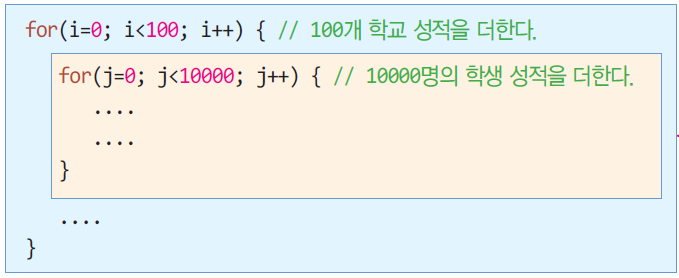 for(i=0; i<100; i++) { // 100개 학교 성적을 더한다.
for(j=0; j<10000; j++) { // 10000명의 학생 성적을 더한다.
....
....
}
....
}